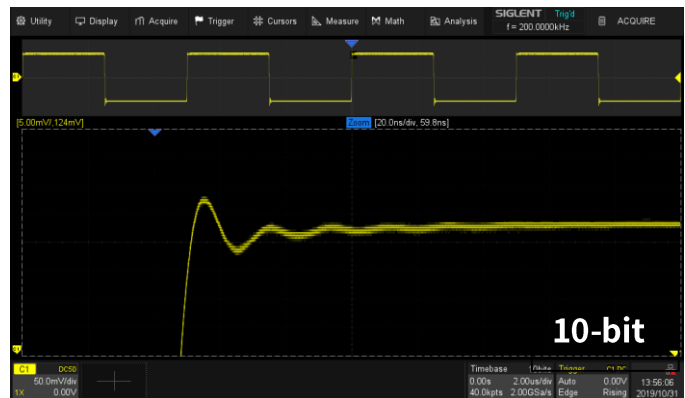 Utility Display Acquire Trigger Cursors Measure Math Analysis SIGLENT Trig'd ACQUIRE
f = 200.0000kHz
[5.00mV/,124mV] Zoom [20.0ns/div, 59.8ns]
10-bit
C1 DC50 Timebase 10bits Trigger C1 DC
50.0mV/div 0.00s 2.00us/div Auto 0.00V 13:56:06
1X 0.00V 40.0kpts 2.00GSa/s Edge Rising 2019/10/31